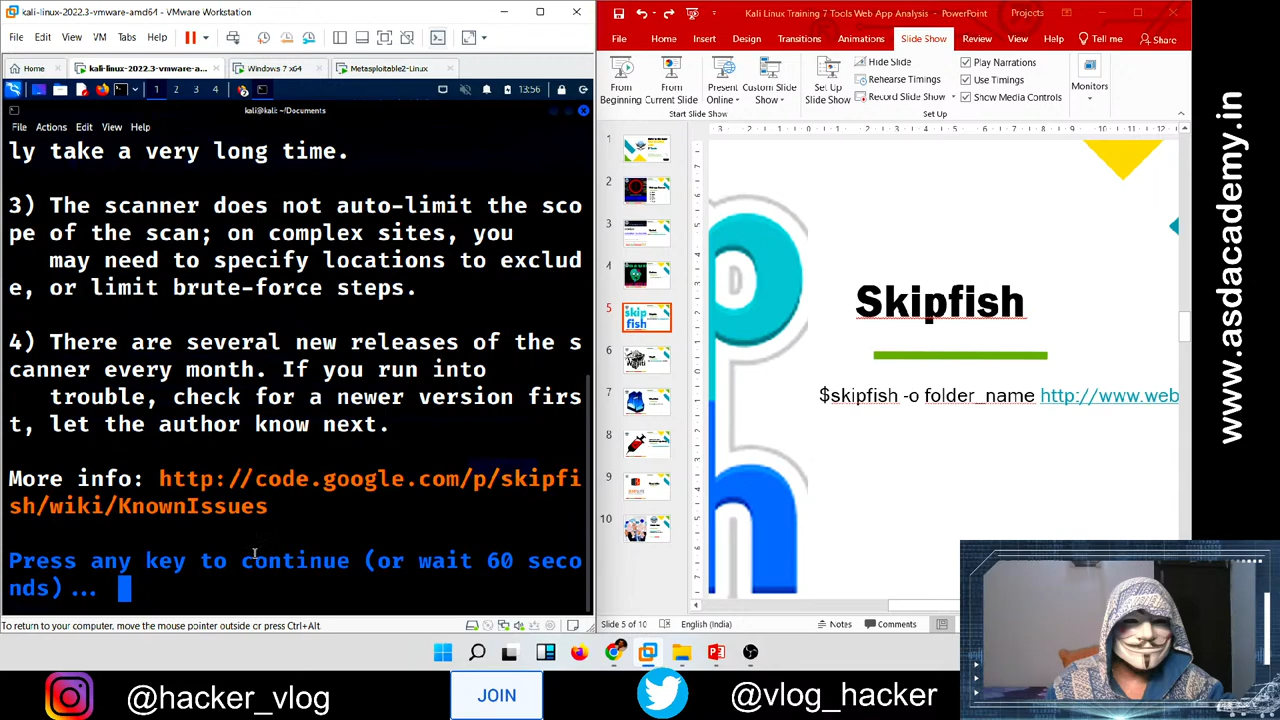 kali-linux-2022.3-vmware-amd64 - VMware Workstation
File Edit View VM Tabs Help
Home kali-linux-2022.3-vmware-a... Windows 7 x64 Metasploitable2-Linux
1 2 3 4 13:56
kali@kali: ~/Documents
File Actions Edit View Help
ly take a very long time.
3) The scanner does not auto-limit the sco
pe of the scan; on complex sites, you
may need to specify locations to exclud
e, or limit brute-force steps.
4) There are several new releases of the s
canner every month. If you run into
trouble, check for a newer version firs
t, let the author know next.
More info: http://code.google.com/p/skipfi
sh/wiki/KnownIssues
Press any key to continue (or wait 60 seco
nds)...
To return to your computer, move the mouse pointer outside or press Ctrl+Alt.
Kali Linux Training 7 Tools Web App Analysis - PowerPoint Projects
File Home Insert Design Transitions Animations Slide Show Review View Help Tell me Share
From Beginning
From Current Slide
Present Online
Custom Slide Show
Set Up Slide Show
Hide Slide
Rehearse Timings
Record Slide Show
Play Narrations
Use Timings
Show Media Controls
Monitors
Start Slide Show
Set Up
1
2
3
4
5
skip
fish
6
7
8
9
10
p
h
Skipfish
$skipfish -o folder_name http://www.web
Slide 5 of 10 English (India) Notes Comments
www.asdacademy.in
@hacker_vlog
JOIN
@vlog_hacker